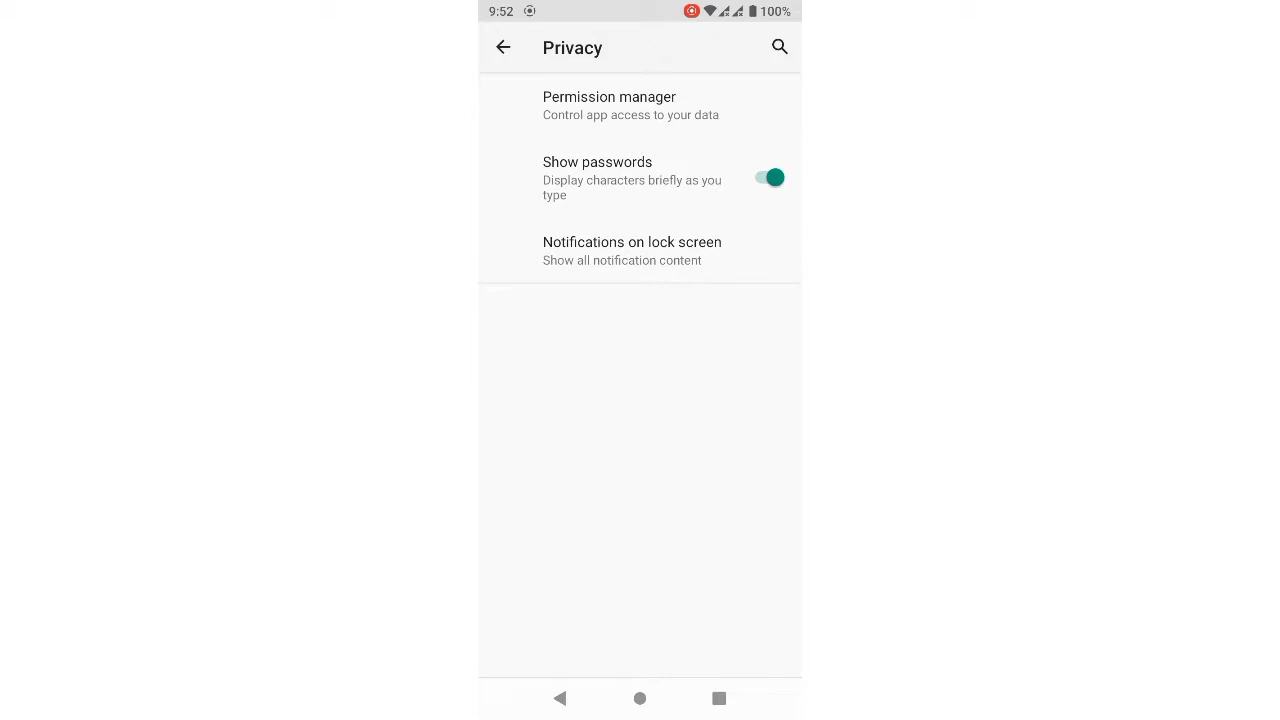 9:52 100%
Privacy
Permission manager
Control app access to your data
Show passwords
Display characters briefly as you
type
Notifications on lock screen
Show all notification content